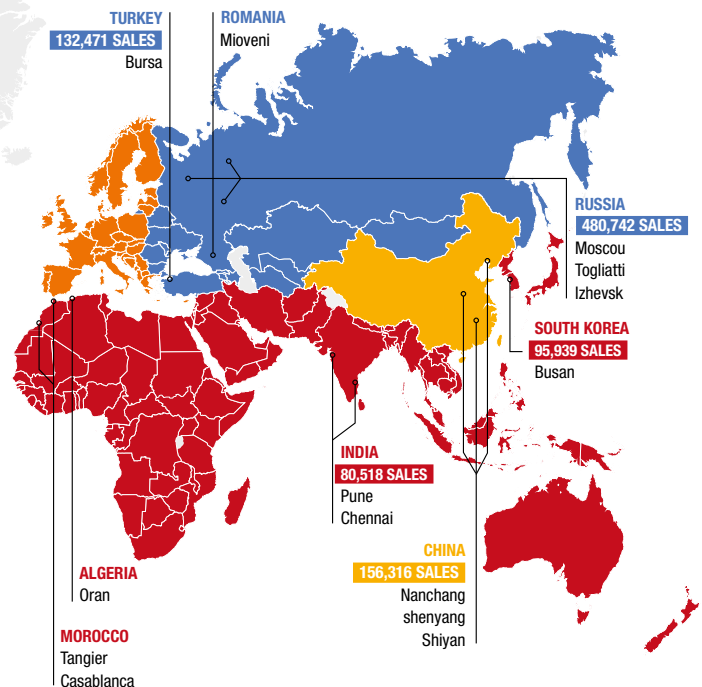 TURKEY
132,471 SALES
Bursa
ROMANIA
Mioveni
RUSSIA
480,742 SALES
Moscou
Togliatti
Izhevsk
SOUTH KOREA
95,939 SALES
Busan
INDIA
80,518 SALES
Pune
Chennai
CHINA
156,316 SALES
Nanchang
shenyang
Shiyan
ALGERIA
Oran
MOROCCO
Tangier
Casablanca